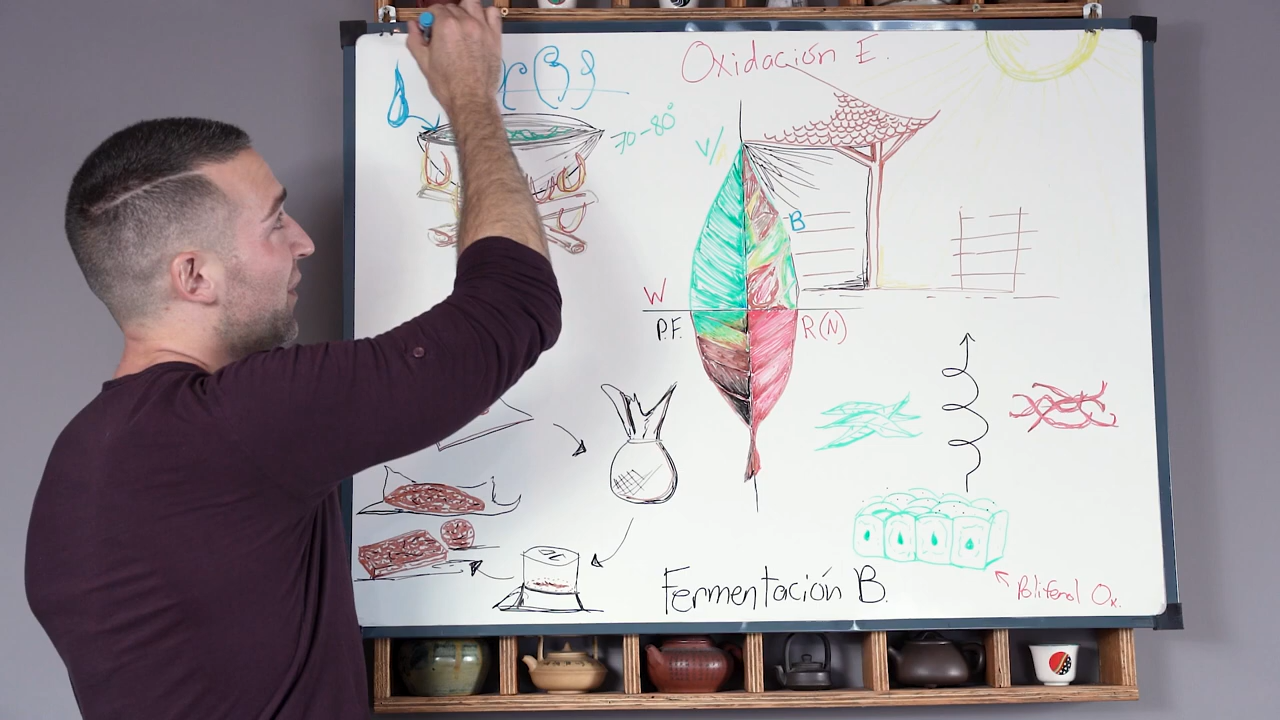 Oxidación E.
70-80°
V/
B
W
P.F.
R(N)
Fermentación B.
Polifenol Ox.